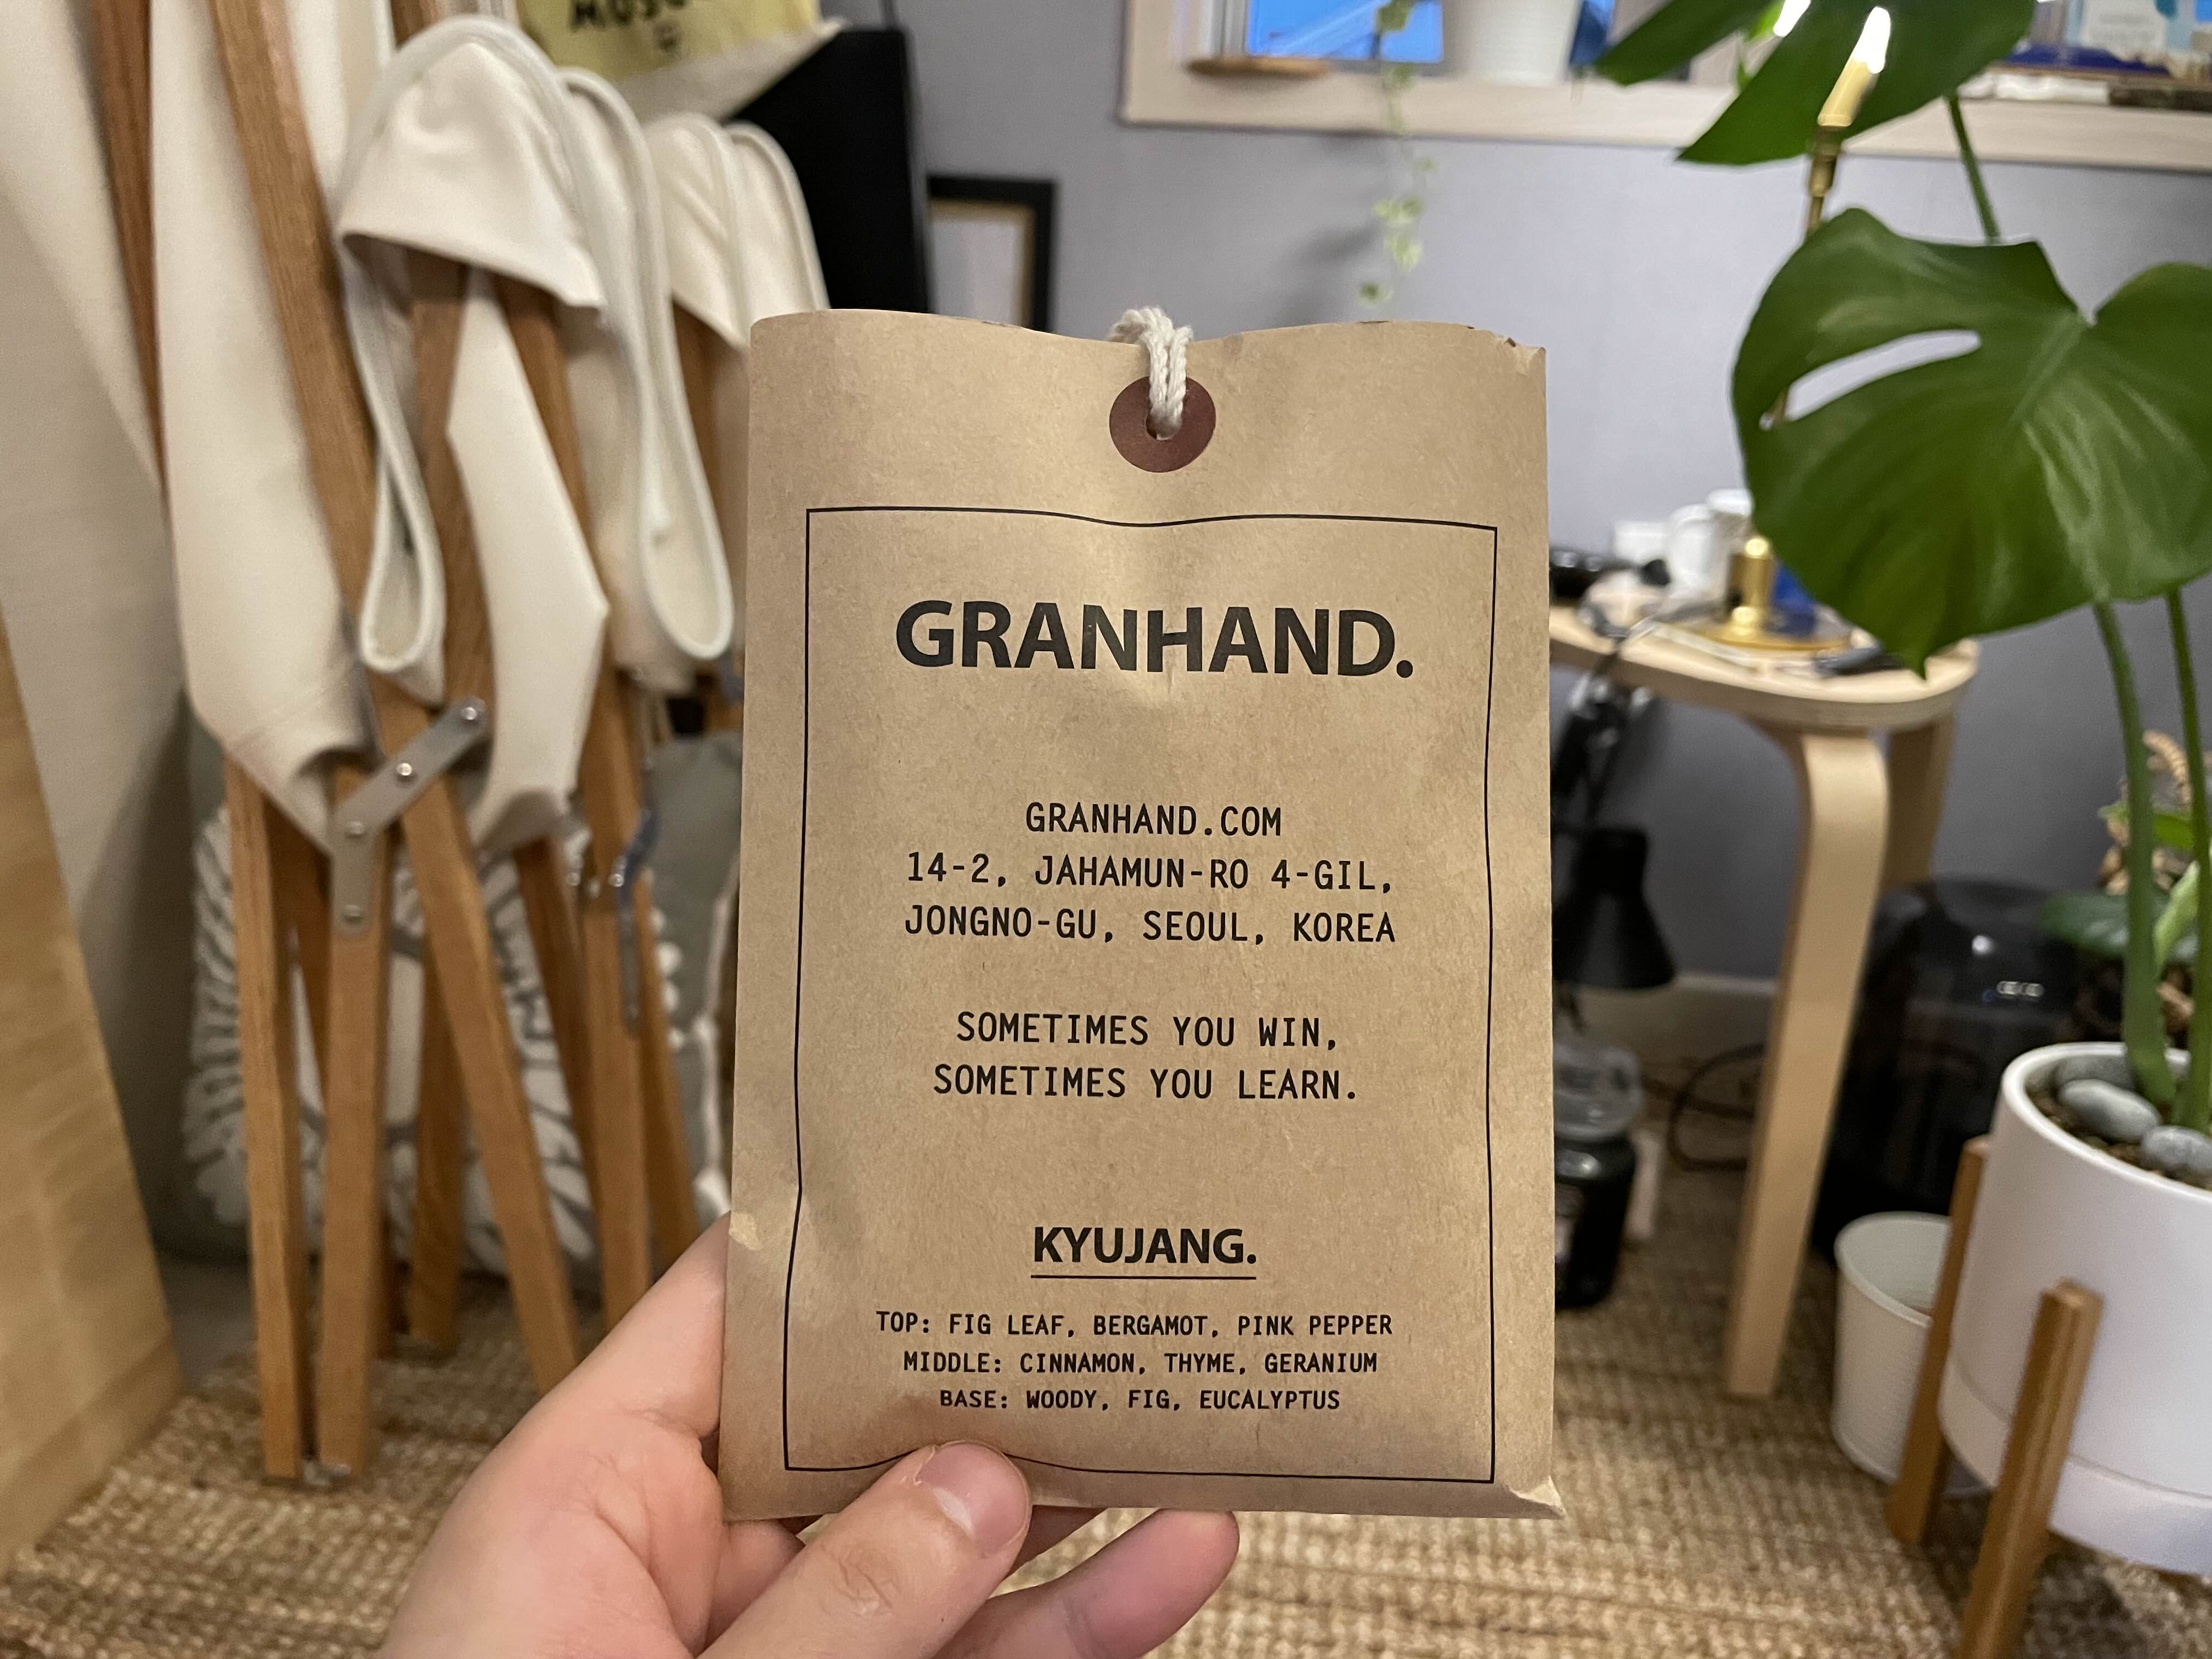 GRANHAND.
GRANHAND.COM
14-2, JAHAMUN-RO 4-GIL,
JONGNO-GU, SEOUL, KOREA
SOMETIMES YOU WIN,
SOMETIMES YOU LEARN.
KYUJANG.
TOP: FIG LEAF, BERGAMOT, PINK PEPPER
MIDDLE: CINNAMON, THYME, GERANIUM
BASE: WOODY, FIG, EUCALYPTUS